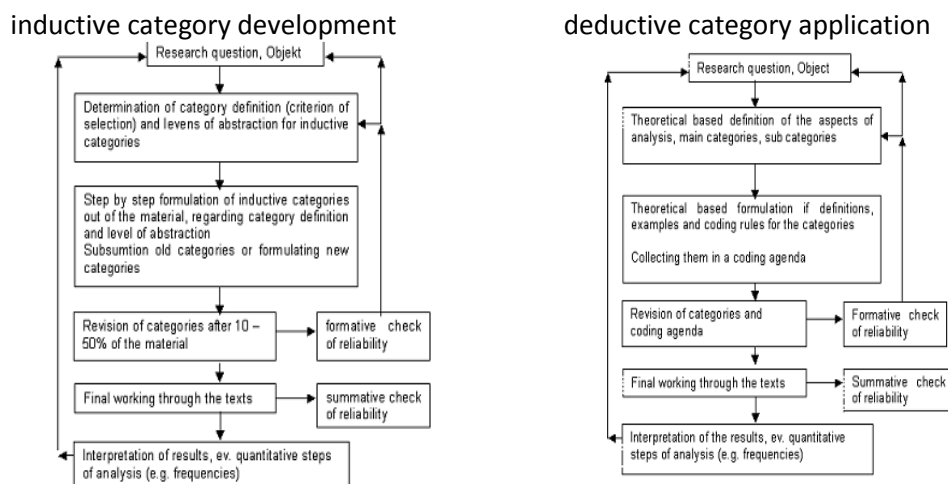 inductive category development
Research question, Objekt
Determination of category definition (criterion of
selection) and levens of abstraction for inductive
categories
Step by step formulation of inductive categories
out of the material, regarding category definition
and level of abstraction
Subsumtion old categories or formulating new
categories
Revision of categories after 10 –
50% of the material
formative check
of reliability
Final working through the texts
summative check
of reliability
Interpretation of results, ev. quantitative steps
of analysis (e.g. frequencies)
deductive category application
Research question, Object
Theoretical based definition of the aspects of
analysis, main categories, sub categories
Theoretical based formulation if definitions,
examples and coding rules for the categories
Collecting them in a coding agenda
Revision of categories and
coding agenda
Formative check
of reliability
Final working through the texts
Summative check
of reliability
Interpretation of the results, ev. quantitative
steps of analysis (e.g. frequencies)